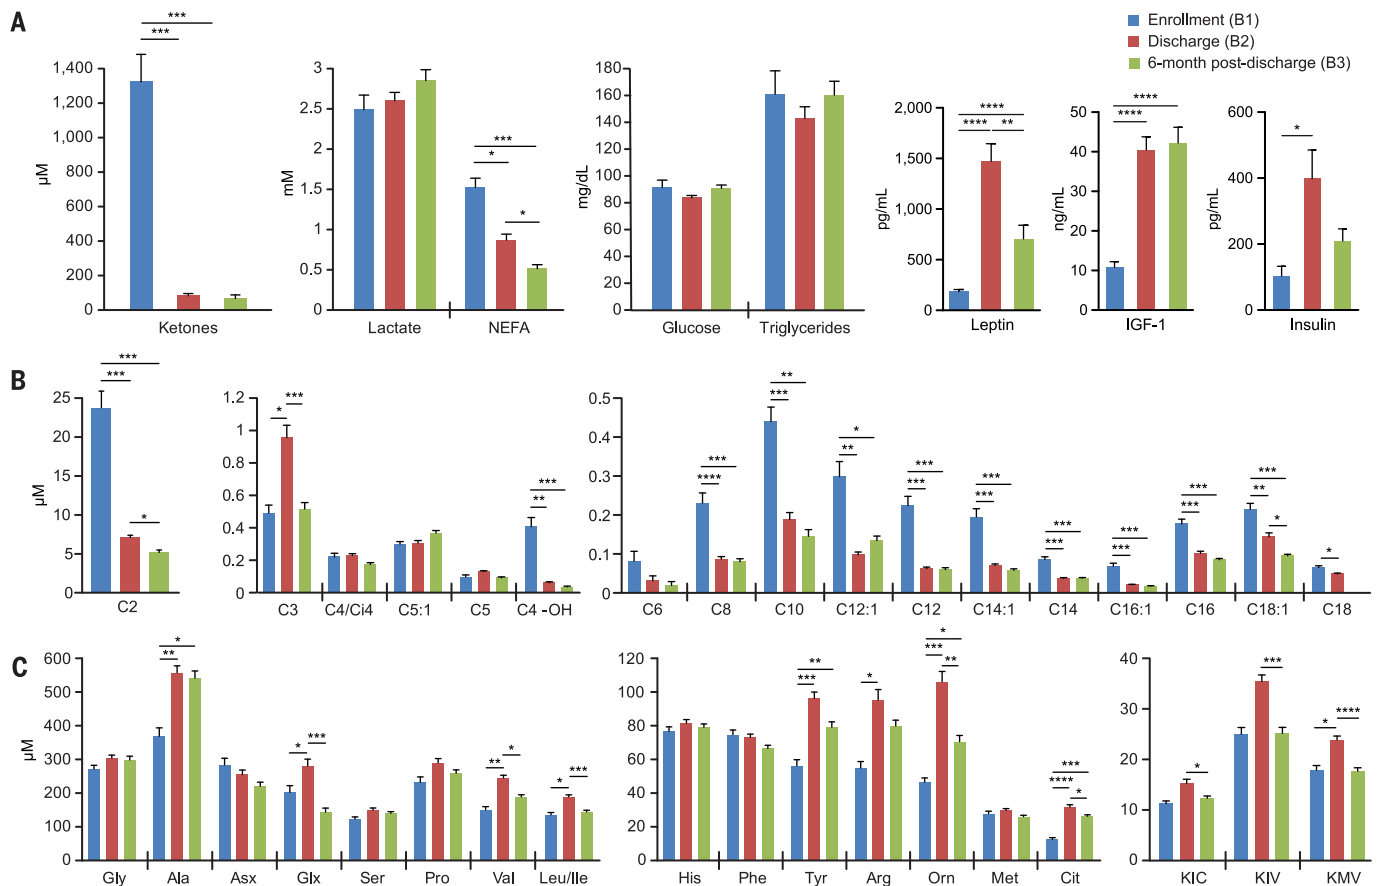 A
Enrollment (B1)
Discharge (B2)
6-month post-discharge (B3)
*** ***
1,400
1,200
1,000
800
600
400
200
0
µM
Ketones
3
2.5
2
1.5
1
0.5
0
mM
*** * *
Lactate NEFA
180
160
140
120
100
80
60
40
20
0
mg/dL
Glucose Triglycerides
2,000
1,500
1,000
500
0
pg/mL
**** **** **
Leptin
50
40
30
20
10
0
ng/mL
**** ****
IGF-1
600
400
200
0
pg/mL
*
Insulin
B
25
20
15
10
5
0
µM
*** *** *
C2
1.2
1
0.8
0.6
0.4
0.2
0
* *** *** **
C3 C4/Ci4 C5:1 C5 C4 -OH
0.5
0.4
0.3
0.2
0.1
0
*** **** ** *** * ** *** *** *** *** *** *** *** *** *** *** *** ** * *
C6 C8 C10 C12:1 C12 C14:1 C14 C16:1 C16 C18:1 C18
C
600
500
400
300
200
100
0
µM
* ** * *** ** * * ***
Gly Ala Asx Glx Ser Pro Val Leu/Ile
120
100
80
60
40
20
0
** *** * * *** ** *** **** *
His Phe Tyr Arg Orn Met Cit
40
30
20
10
0
* *** * ****
KIC KIV KMV